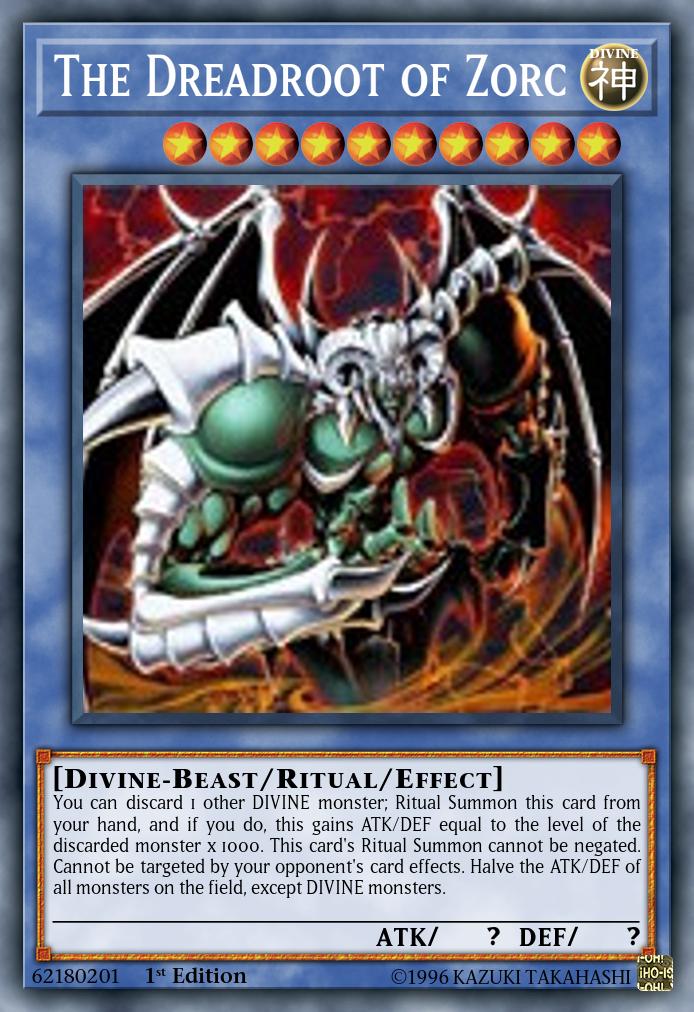 The Dreadroot of Zorc
DIVINE
神
[Divine-Beast/Ritual/Effect]
You can discard 1 other DIVINE monster; Ritual Summon this card from
your hand, and if you do, this gains ATK/DEF equal to the level of the
discarded monster x 1000. This card's Ritual Summon cannot be negated.
Cannot be targeted by your opponent's card effects. Halve the ATK/DEF of
all monsters on the field, except DIVINE monsters.
ATK/ ? DEF/ ?
62180201 1st Edition ©1996 KAZUKI TAKAHASHI